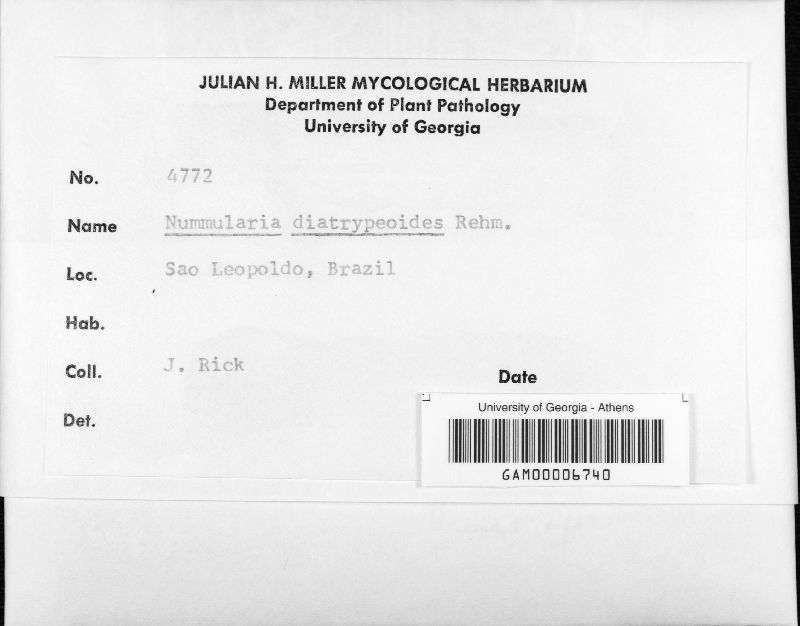 JULIAN H. MILLER MYCOLOGICAL HERBARIUM
Department of Plant Pathology
University of Georgia
No. 4772
Name Nummularia diatrypeoides Rehm.
Loc. Sao Leopoldo, Brazil
Hab.
Coll. J. Rick
Date
Det.
University of Georgia - Athens
GAM00006740